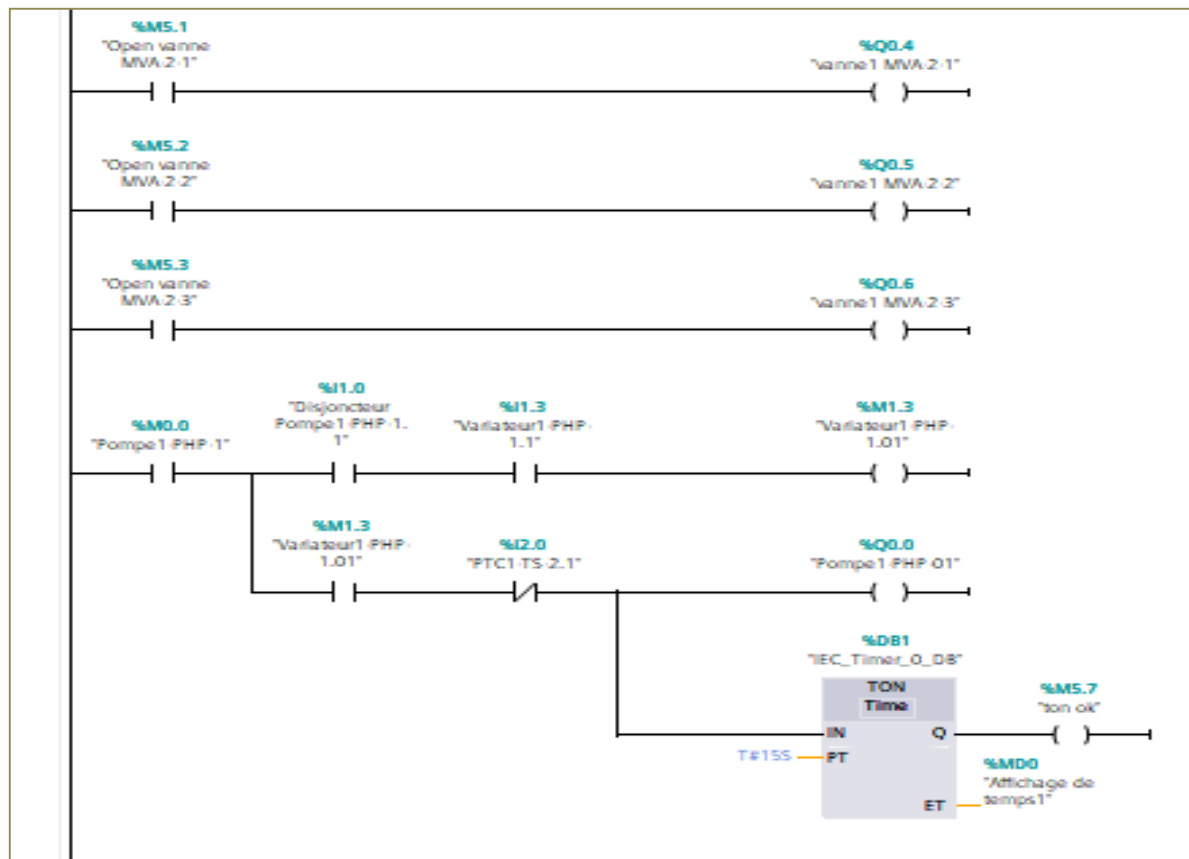 %M5.1
"Open vanne
MVA-2-1"
%Q0.4
"vanne1 MVA-2-1"
%M5.2
"Open vanne
MVA-2-2"
%Q0.5
"vanne1 MVA-2-2"
%M5.3
"Open vanne
MVA-2-3"
%Q0.6
"vanne1 MVA-2-3"
%M0.0
"Pompe1-PHP-1"
%I1.0
"Disjoncteur
Pompe1-PHP-1.
1"
%I1.3
"Variateur1-PHP-
1.1"
%M1.3
"Variateur1-PHP-
1.01"
%M1.3
"Variateur1-PHP-
1.01"
%I2.0
"PTC1-TS-2.1"
%Q0.0
"Pompe1-PHP-01"
%DB1
"IEC_Timer_0_DB"
TON
Time
IN
Q
%M5.7
"ton ok"
T#15S
PT
%MD0
"Affichage de
temps1"
ET